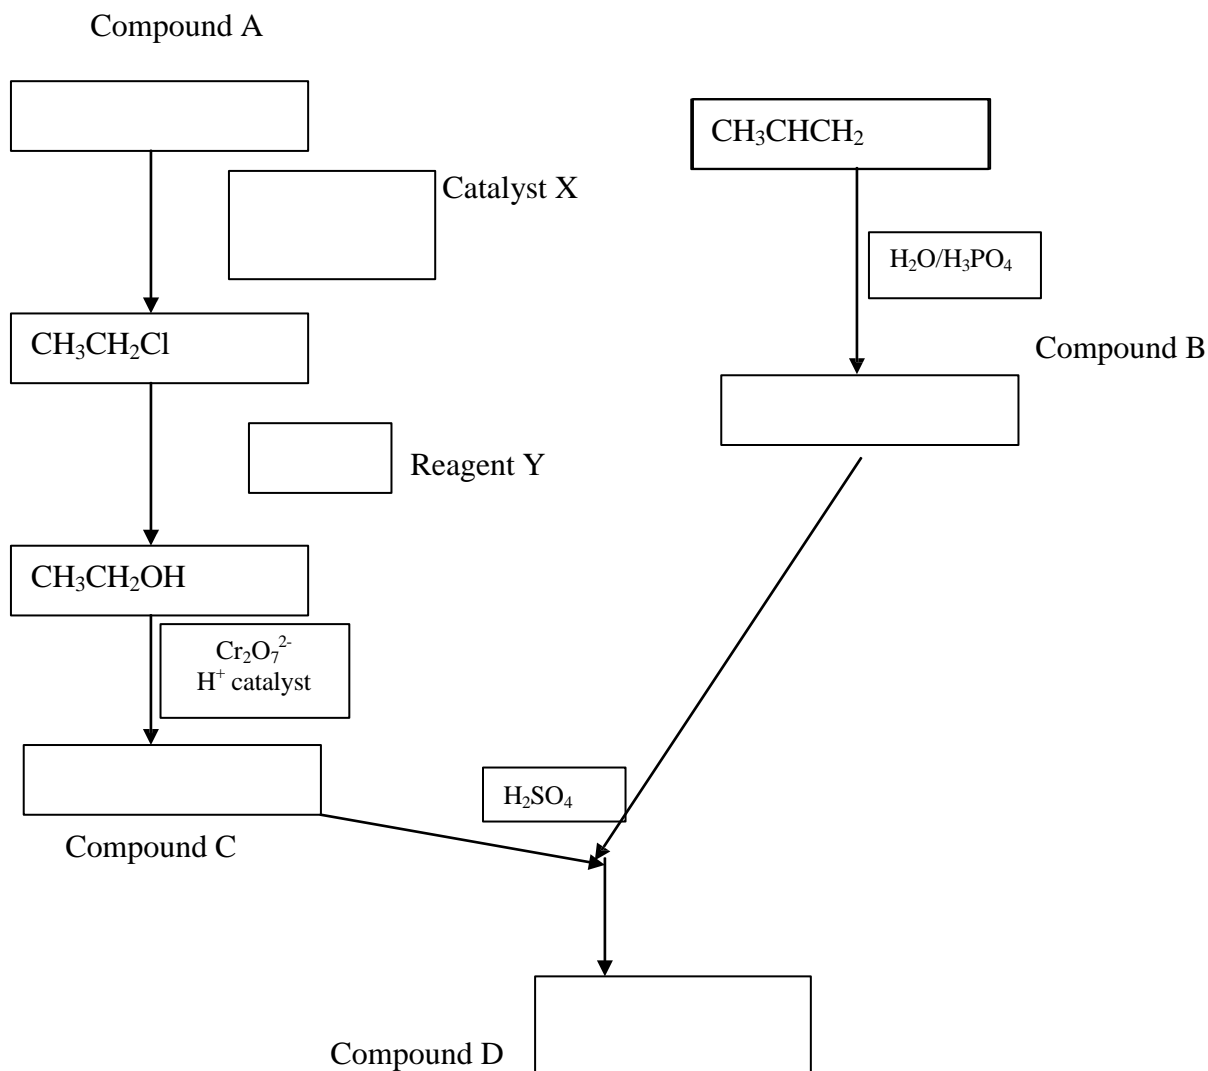 Compound A
CH₃CHCH₂
Catalyst X
H₂O/H₃PO₄
CH₃CH₂Cl
Compound B
Reagent Y
CH₃CH₂OH
Cr₂O₇²⁻
H⁺ catalyst
H₂SO₄
Compound C
Compound D